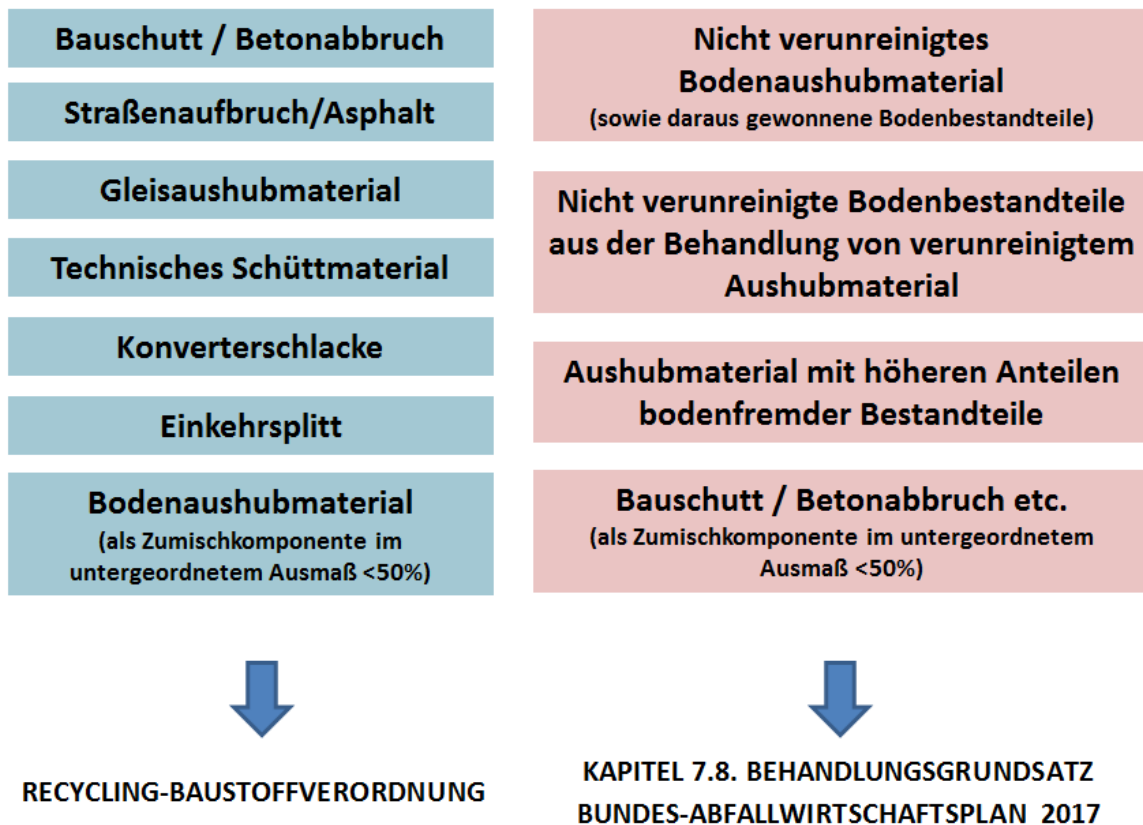 Bauschutt / Betonabbruch
Straßenaufbruch/Asphalt
Gleisaushubmaterial
Technisches Schüttmaterial
Konverterschlacke
Einkehrsplitt
Bodenaushubmaterial
(als Zumischkomponente im
untergeordnetem Ausmaß <50%)
RECYCLING-BAUSTOFFVERORDNUNG
Nicht verunreinigtes
Bodenaushubmaterial
(sowie daraus gewonnene Bodenbestandteile)
Nicht verunreinigte Bodenbestandteile
aus der Behandlung von verunreinigtem
Aushubmaterial
Aushubmaterial mit höheren Anteilen
bodenfremder Bestandteile
Bauschutt / Betonabbruch etc.
(als Zumischkomponente im untergeordnetem
Ausmaß <50%)
KAPITEL 7.8. BEHANDLUNGSGRUNDSATZ
BUNDES-ABFALLWIRTSCHAFTSPLAN 2017